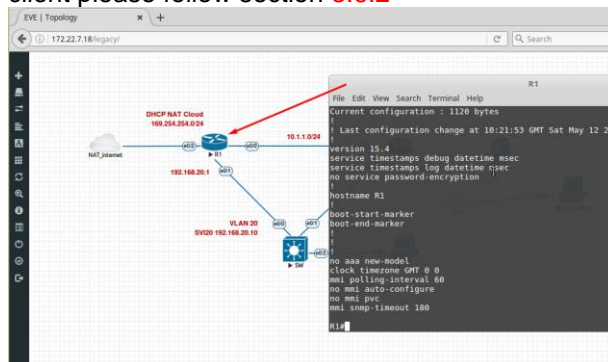 client please follow section
EVE | Topology
172.22.7.18/legacy/
Search
R1
File Edit View Search Terminal Help
DHCP NAT Cloud
169.254.254.0/24
10.1.1.0/24
NAT_internet
e0/2
R1
e0/0
192.168.20.1
e0/1
VLAN 20
SVI20 192.168.20.10
e0/0
e0/1
SW
e0/2
Current configuration : 1120 bytes
!
! Last configuration change at 10:21:53 GMT Sat May 12 2
!
version 15.4
service timestamps debug datetime msec
service timestamps log datetime msec
no service password-encryption
!
hostname R1
!
boot-start-marker
boot-end-marker
!
!
!
no aaa new-model
clock timezone GMT 0 0
mmi polling-interval 60
no mmi auto-configure
no mmi pvc
mmi snmp-timeout 180
R1#